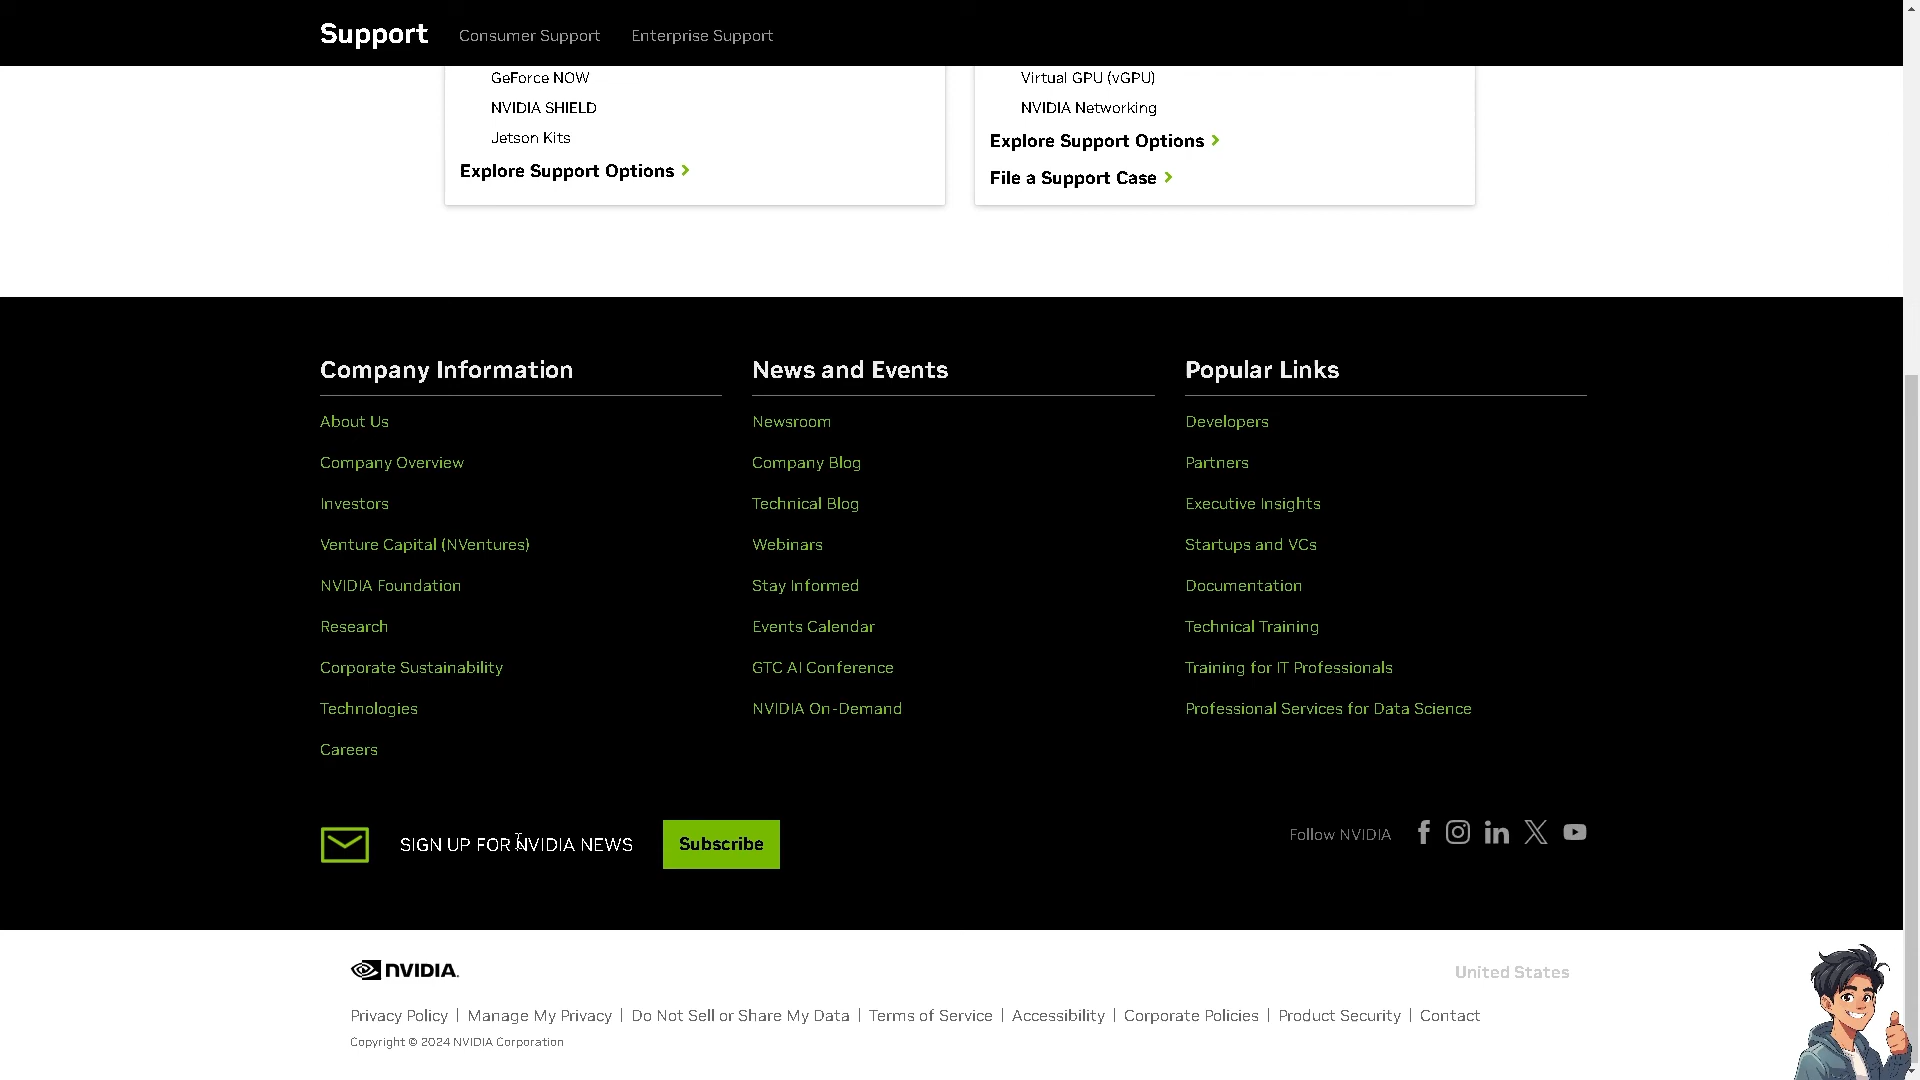 Support Consumer Support Enterprise Support
GeForce NOW
NVIDIA SHIELD
Jetson Kits
Explore Support Options
Virtual GPU (vGPU)
NVIDIA Networking
Explore Support Options
File a Support Case
Company Information
About Us
Company Overview
Investors
Venture Capital (NVentures)
NVIDIA Foundation
Research
Corporate Sustainability
Technologies
Careers
News and Events
Newsroom
Company Blog
Technical Blog
Webinars
Stay Informed
Events Calendar
GTC AI Conference
NVIDIA On-Demand
Popular Links
Developers
Partners
Executive Insights
Startups and VCs
Documentation
Technical Training
Training for IT Professionals
Professional Services for Data Science
SIGN UP FOR NVIDIA NEWS Subscribe
Follow NVIDIA
NVIDIA.
United States
Privacy Policy | Manage My Privacy | Do Not Sell or Share My Data | Terms of Service | Accessibility | Corporate Policies | Product Security | Contact
Copyright © 2024 NVIDIA Corporation